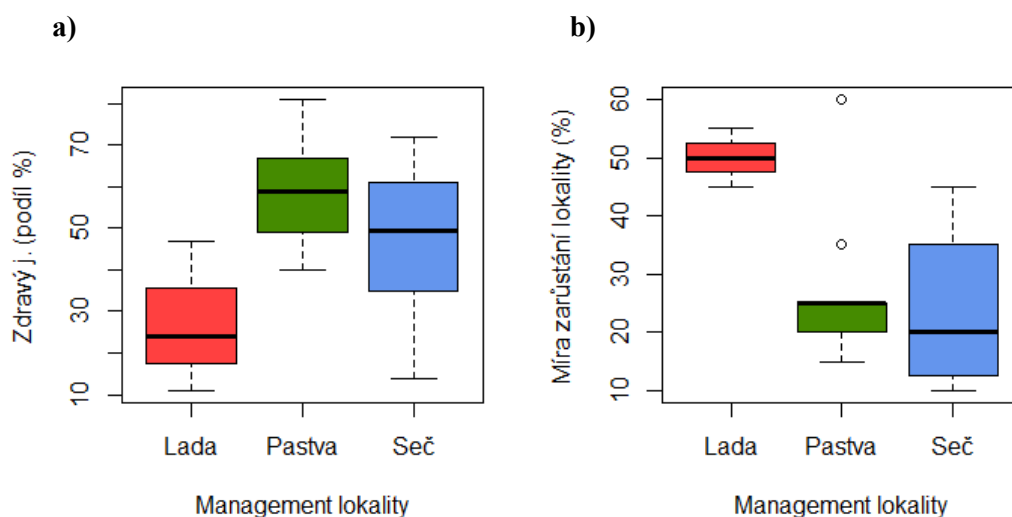 a)
Zdravý j. (podíl %)
70
50
30
10
Lada Pastva Seč
Management lokality
b)
Míra zarůstání lokality (%)
60
50
40
30
20
10
Lada Pastva Seč
Management lokality